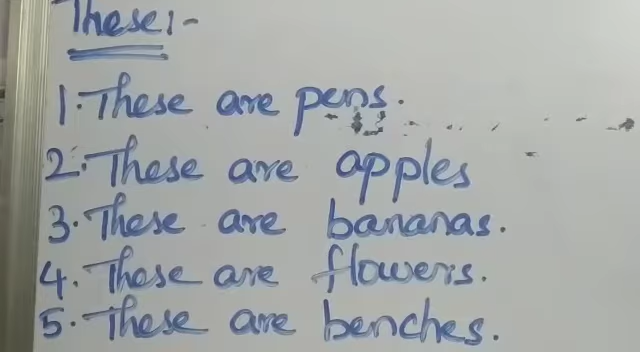 These:-
1. These are pens.
2. These are apples
3. These are bananas.
4. These are flowers.
5. These are benches.